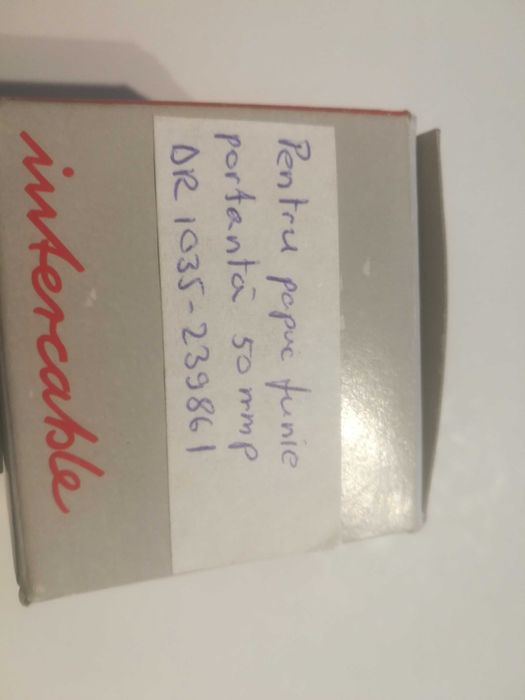 Pentru papuc funie
portantă 50 mmp
DR 1035-239861
intercable